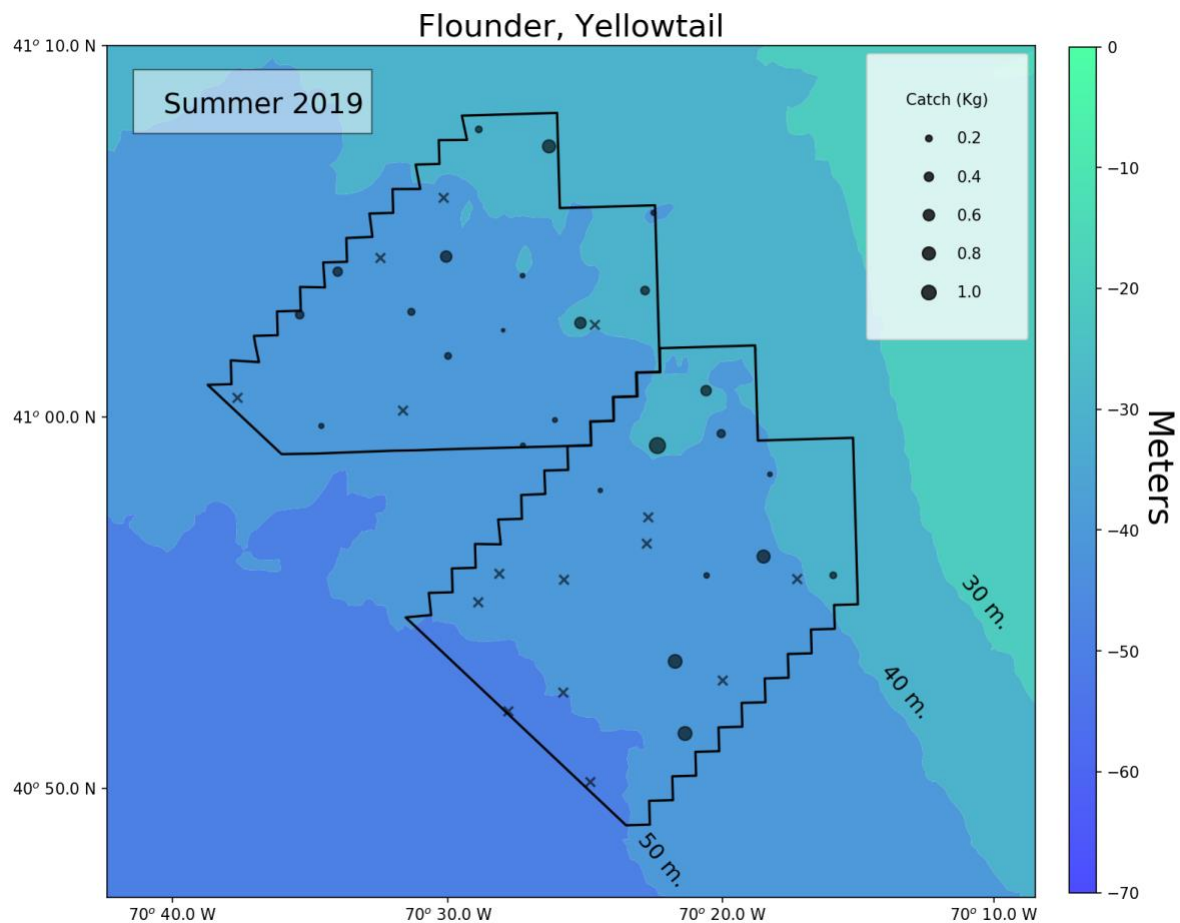 Flounder, Yellowtail
41° 10.0 N
41° 00.0 N
40° 50.0 N
Summer 2019
Catch (Kg)
0.2
0.4
0.6
0.8
1.0
30 m.
40 m.
50 m.
70° 40.0 W
70° 30.0 W
70° 20.0 W
70° 10.0 W
0
−10
−20
−30
−40
−50
−60
−70
Meters